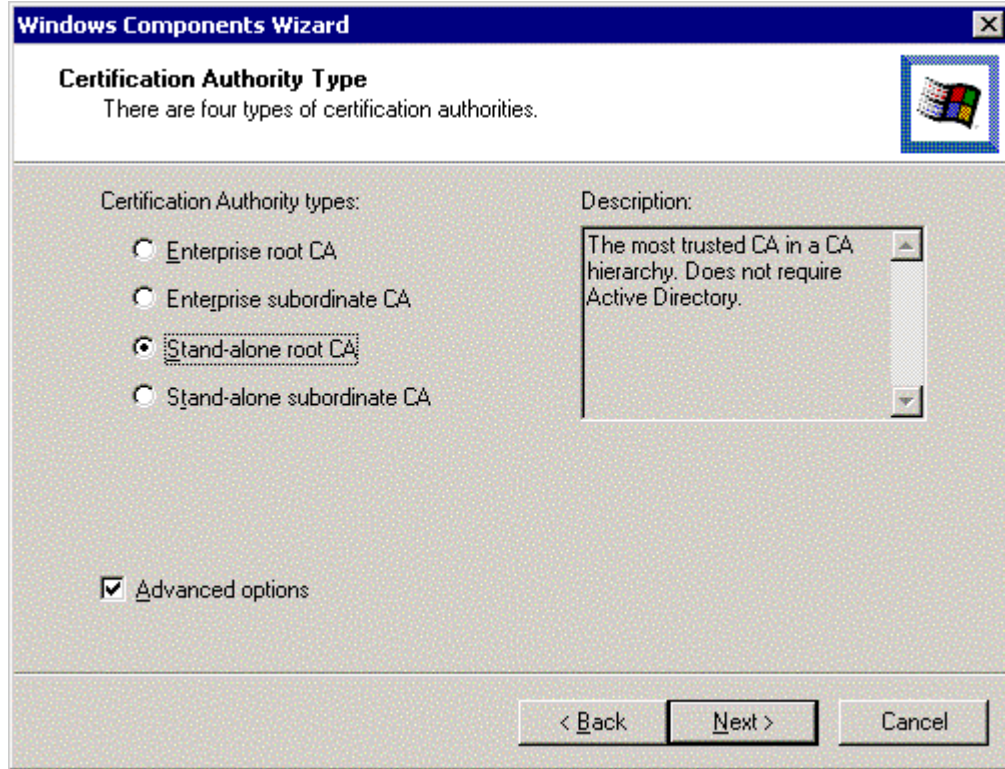 Windows Components Wizard
Certification Authority Type
There are four types of certification authorities.
Certification Authority types:
Enterprise root CA
Enterprise subordinate CA
Stand-alone root CA
Stand-alone subordinate CA
Description:
The most trusted CA in a CA
hierarchy. Does not require
Active Directory.
Advanced options
< Back
Next >
Cancel